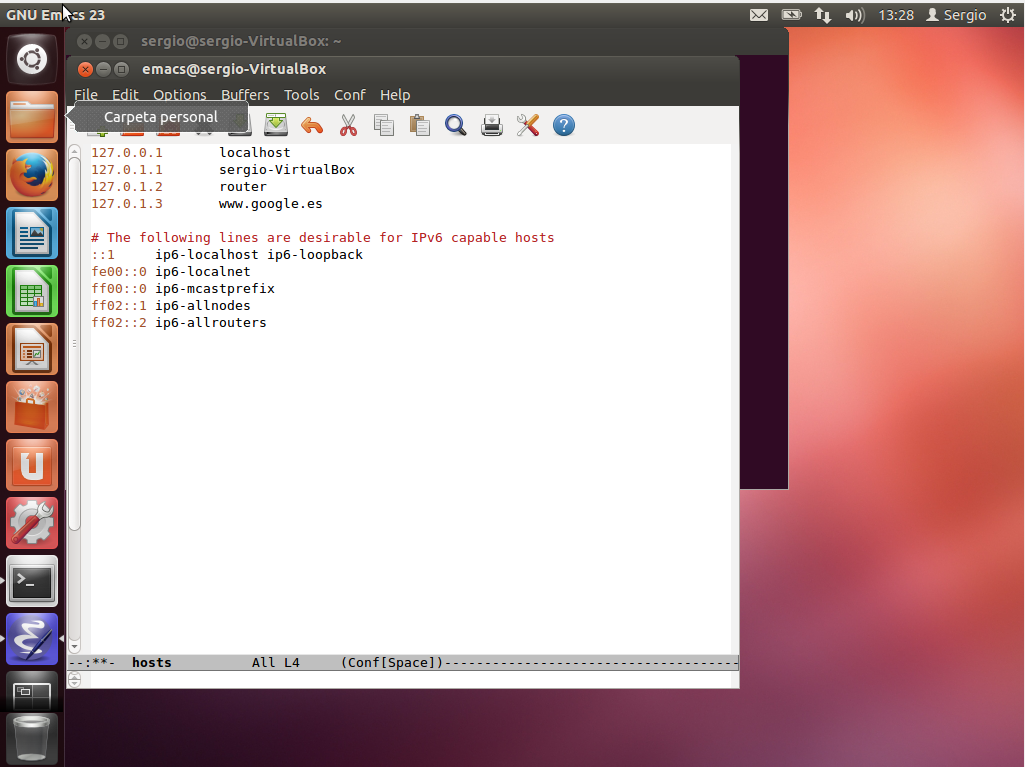 GNU Emacs 23
13:28 Sergio
sergio@sergio-VirtualBox: ~
emacs@sergio-VirtualBox
File Edit Options Buffers Tools Conf Help
Carpeta personal
127.0.0.1 localhost
127.0.1.1 sergio-VirtualBox
127.0.1.2 router
127.0.1.3 www.google.es
# The following lines are desirable for IPv6 capable hosts
::1 ip6-localhost ip6-loopback
fe00::0 ip6-localnet
ff00::0 ip6-mcastprefix
ff02::1 ip6-allnodes
ff02::2 ip6-allrouters
--:**- hosts All L4 (Conf[Space])-------------------------------------